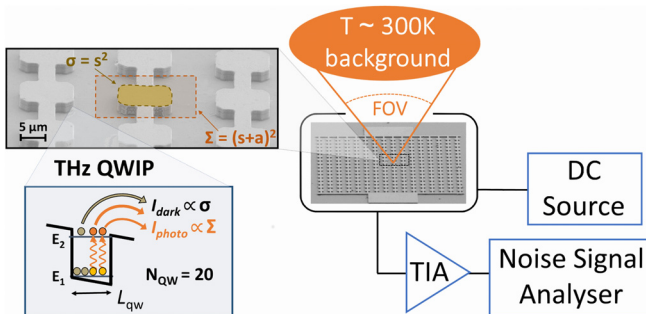 T ~ 300K
background
FOV
σ = s²
Σ = (s+a)²
5 μm
THz QWIP
I_dark ∝ σ
I_photo ∝ Σ
E₂
E₁
N_QW = 20
L_qw
DC
Source
TIA
Noise Signal
Analyser